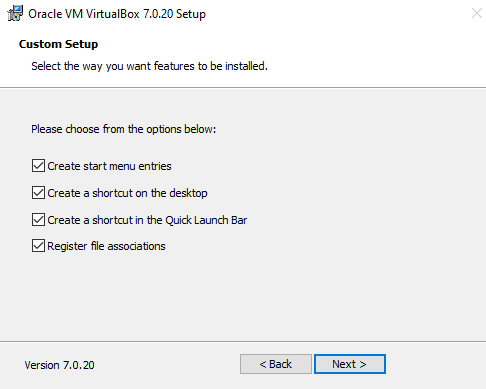 Oracle VM VirtualBox 7.0.20 Setup
Custom Setup
Select the way you want features to be installed.
Please choose from the options below:
Create start menu entries
Create a shortcut on the desktop
Create a shortcut in the Quick Launch Bar
Register file associations
Version 7.0.20
< Back
Next >